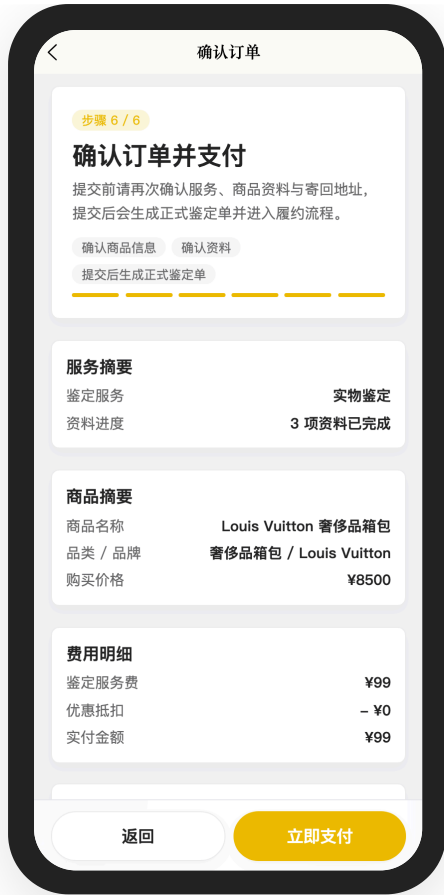 确认订单
步骤 6 / 6
确认订单并支付
提交前请再次确认服务、商品资料与寄回地址，
提交后会生成正式鉴定单并进入履约流程。
确认商品信息 确认资料
提交后生成正式鉴定单
服务摘要
鉴定服务 实物鉴定
资料进度 3 项资料已完成
商品摘要
商品名称 Louis Vuitton 奢侈品箱包
品类 / 品牌 奢侈品箱包 / Louis Vuitton
购买价格 ¥8500
费用明细
鉴定服务费 ¥99
优惠抵扣 – ¥0
实付金额 ¥99
返回 立即支付